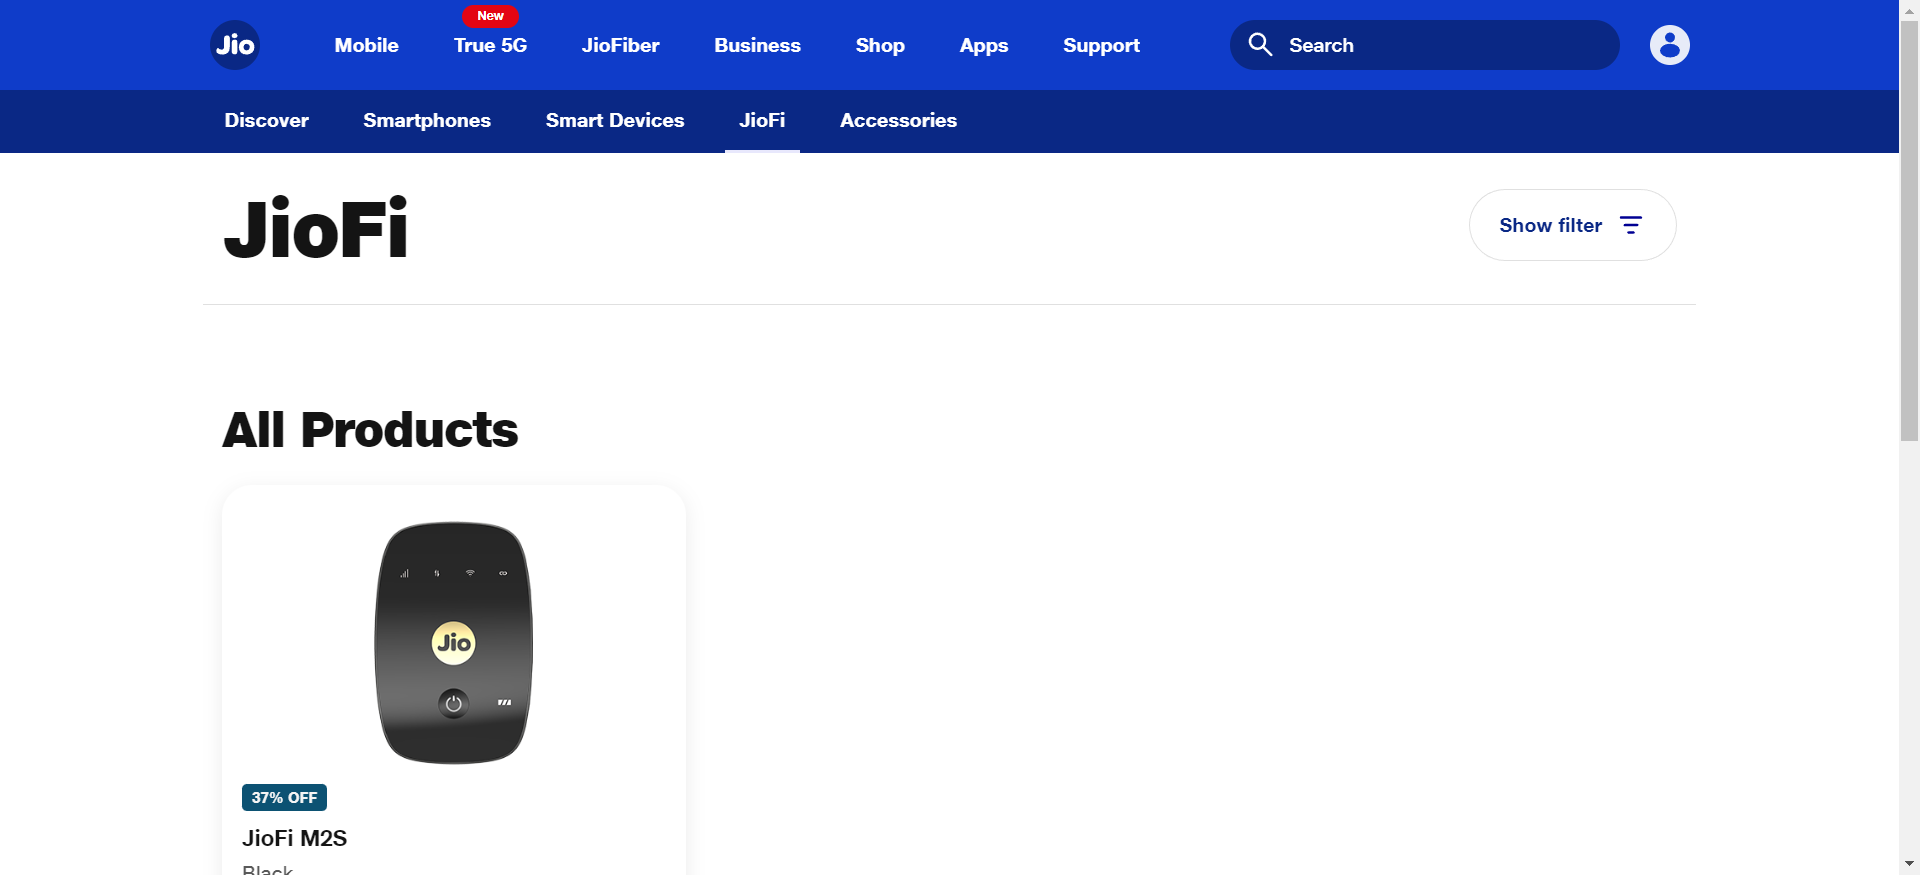 New
Jio Mobile True 5G JioFiber Business Shop Apps Support Search
Discover Smartphones Smart Devices JioFi Accessories
JioFi
Show filter
All Products
Jio
37% OFF
JioFi M2S
Black